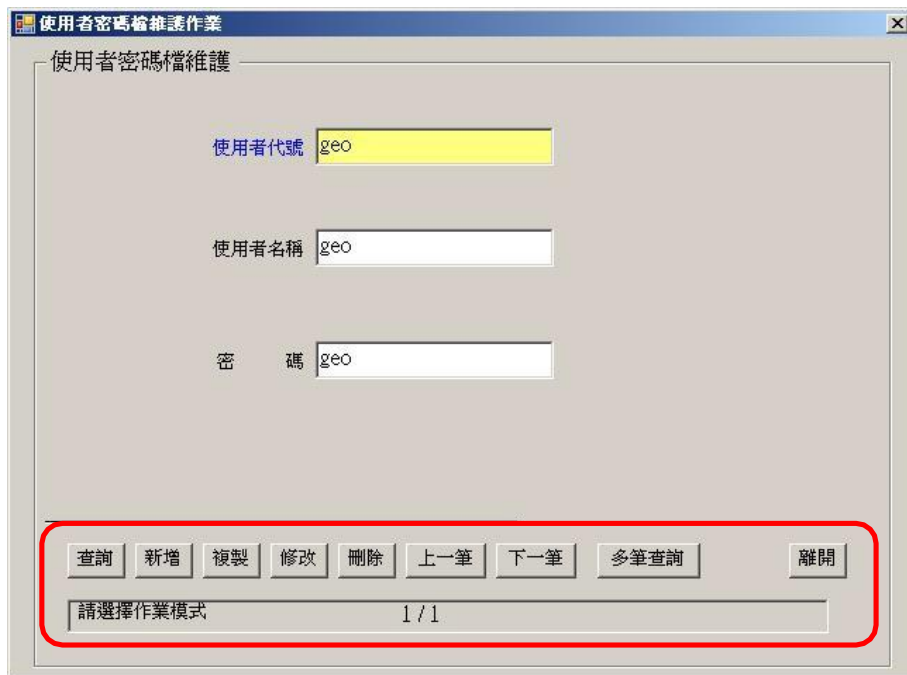 使用者密碼檔維護作業
使用者密碼檔維護
使用者代號 geo
使用者名稱 geo
密 碼 geo
查詢 新增 複製 修改 刪除 上一筆 下一筆 多筆查詢 離開
請選擇作業模式 1 / 1